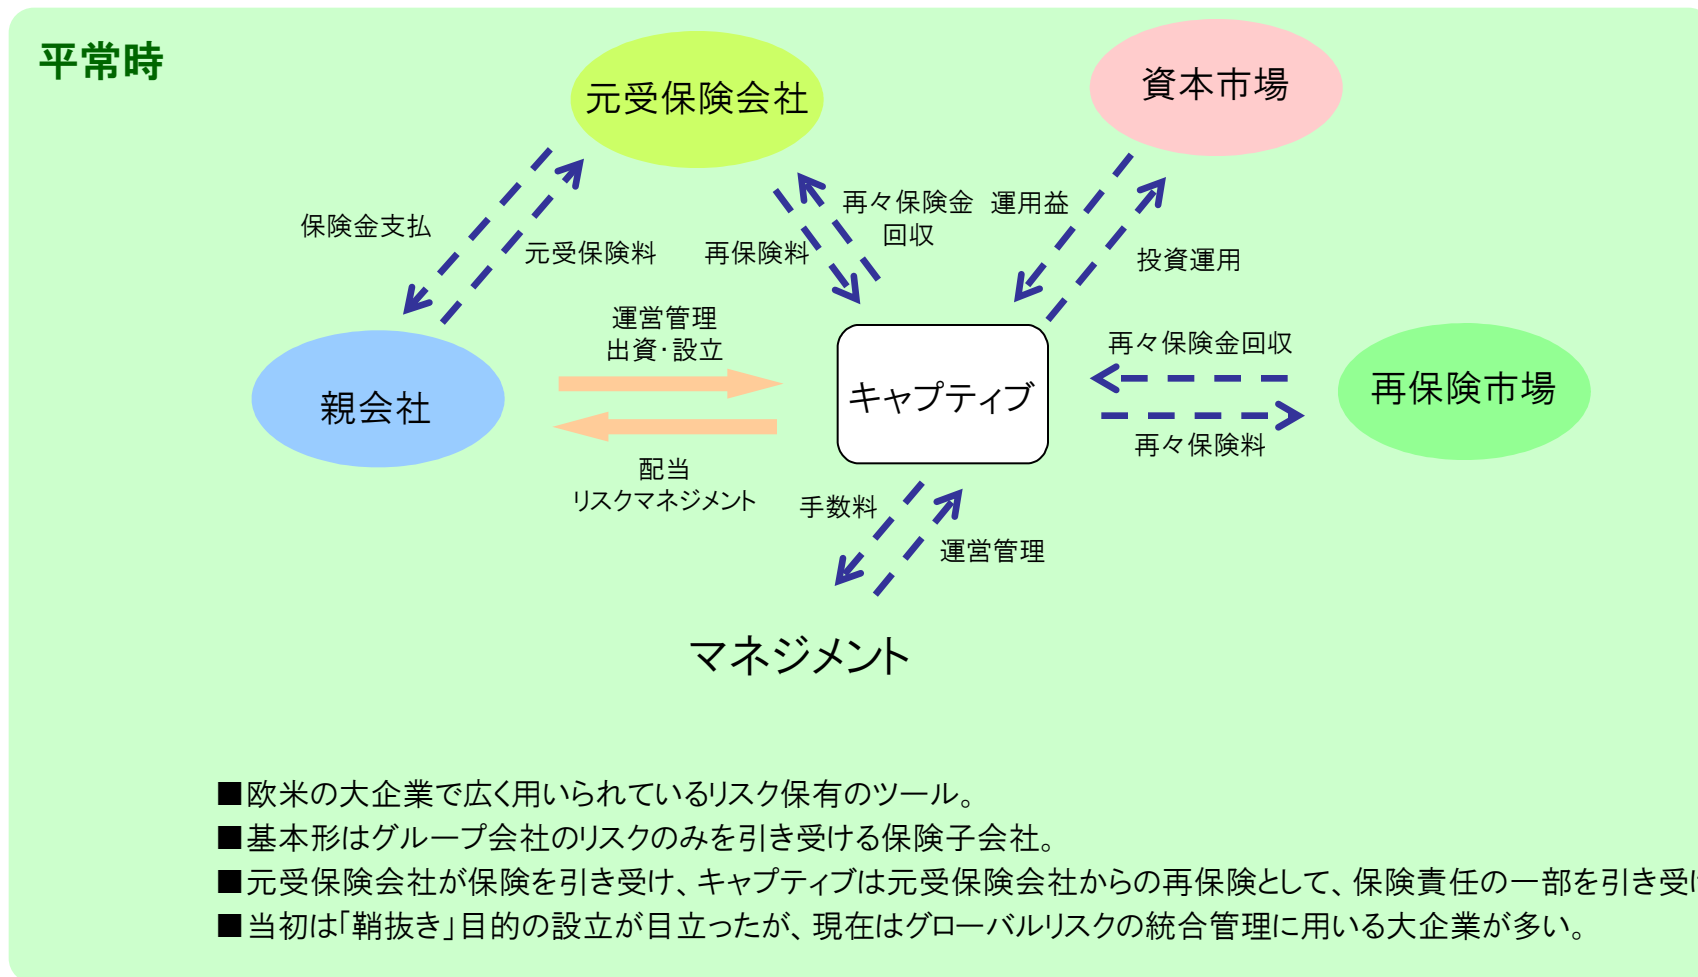 平常時
元受保険会社
資本市場
保険金支払
元受保険料
再保険料
再々保険金
回収
運用益
投資運用
運営管理
出資・設立
再々保険金回収
親会社
キャプティブ
再保険市場
再々保険料
配当
リスクマネジメント
手数料
運営管理
マネジメント
■欧米の大企業で広く用いられているリスク保有のツール。
■基本形はグループ会社のリスクのみを引き受ける保険子会社。
■元受保険会社が保険を引き受け、キャプティブは元受保険会社からの再保険として、保険責任の一部を引き受
■当初は「鞘抜き」目的の設立が目立ったが、現在はグローバルリスクの統合管理に用いる大企業が多い。